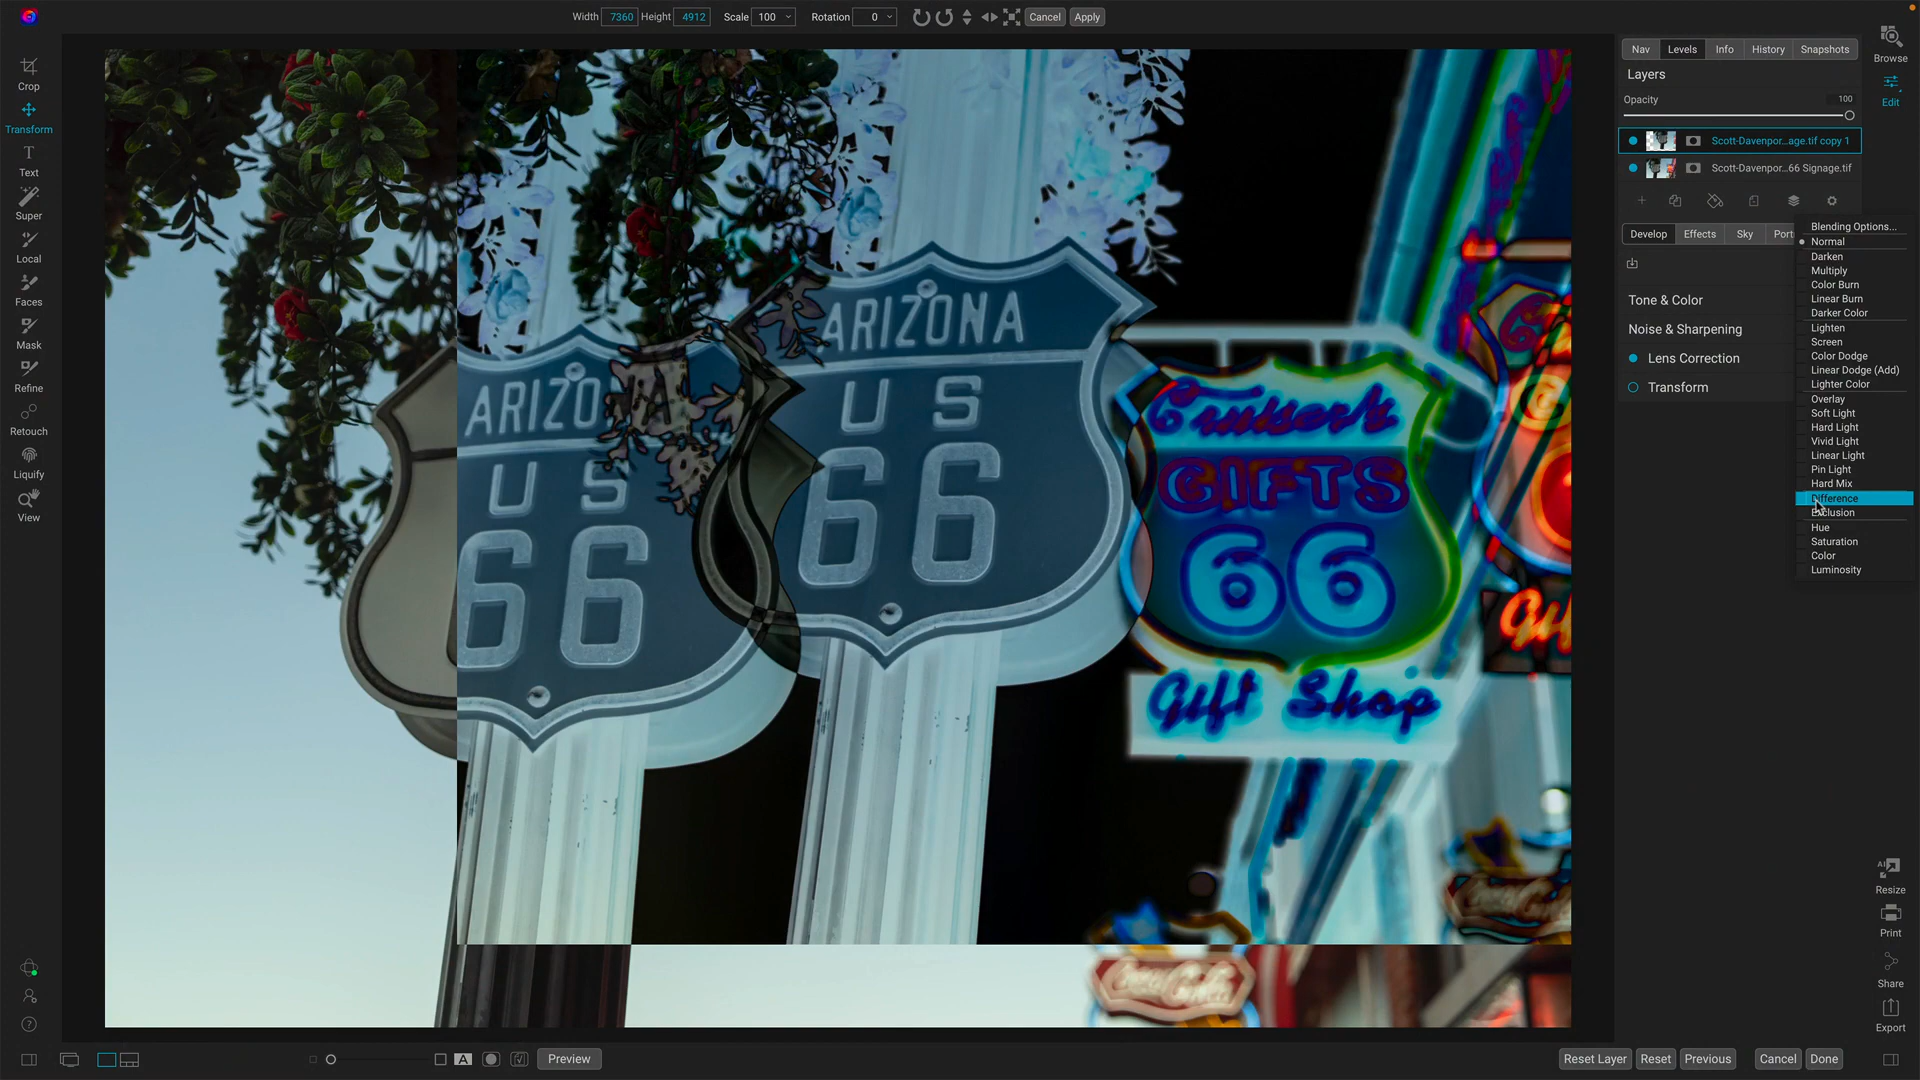 Width 7360 Height 4912 Scale 100 Rotation 0 Cancel Apply
Crop
Transform
Text
Super
Local
Faces
Mask
Refine
Retouch
Liquify
View
ARIZO
U S
66
ARIZONA
U S
66
Cruiser's
GIFTS
66
Gift Shop
Nav Levels Info History Snapshots
Layers
Opacity 100
Scott-Davenpor...age.tif copy 1
Scott-Davenpor...66 Signage.tif
Develop Effects Sky Port
Tone & Color
Noise & Sharpening
Lens Correction
Transform
Blending Options...
Normal
Darken
Multiply
Color Burn
Linear Burn
Darker Color
Lighten
Screen
Color Dodge
Linear Dodge (Add)
Lighter Color
Overlay
Soft Light
Hard Light
Vivid Light
Linear Light
Pin Light
Hard Mix
Difference
Exclusion
Hue
Saturation
Color
Luminosity
Browse
Edit
Resize
Print
Share
Export
A Preview
Reset Layer Reset Previous Cancel Done